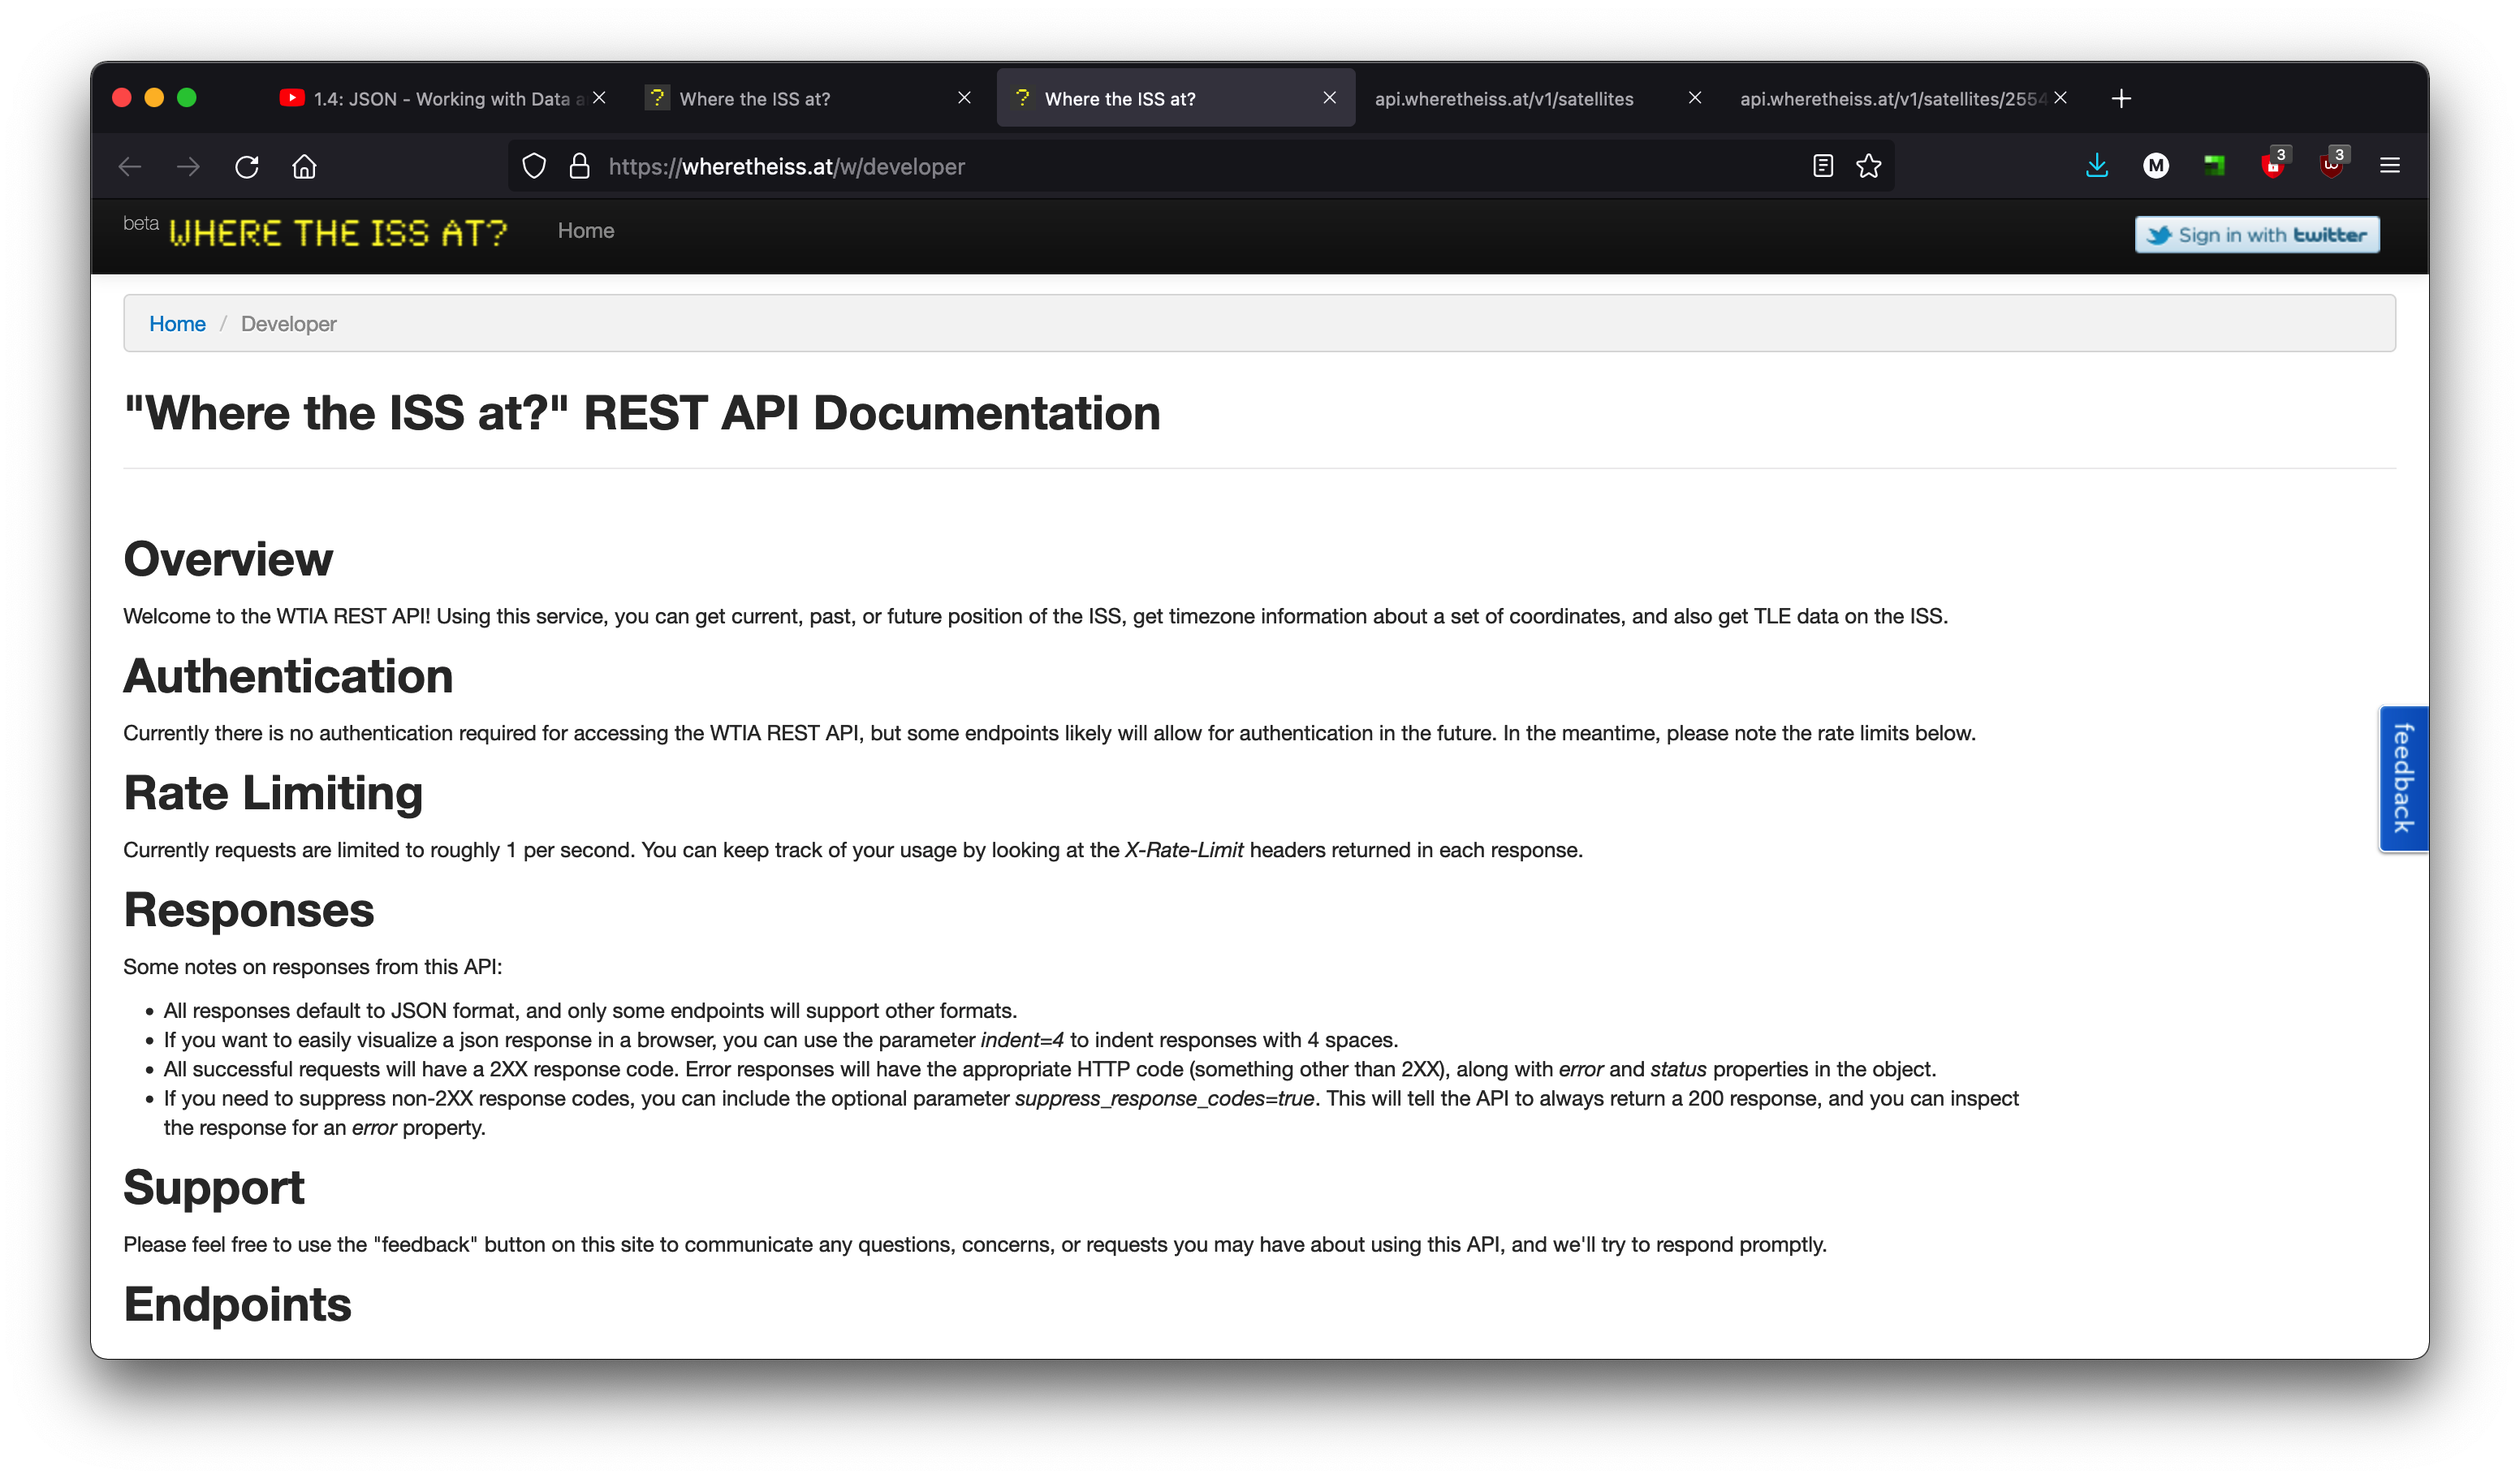 1.4: JSON - Working with Data a
Where the ISS at?
Where the ISS at?
api.wheretheiss.at/v1/satellites
api.wheretheiss.at/v1/satellites/2554
https://wheretheiss.at/w/developer
M
3
3
beta WHERE THE ISS AT?
Home
Sign in with twitter
Home / Developer
"Where the ISS at?" REST API Documentation
Overview
Welcome to the WTIA REST API! Using this service, you can get current, past, or future position of the ISS, get timezone information about a set of coordinates, and also get TLE data on the ISS.
Authentication
Currently there is no authentication required for accessing the WTIA REST API, but some endpoints likely will allow for authentication in the future. In the meantime, please note the rate limits below.
feedback
Rate Limiting
Currently requests are limited to roughly 1 per second. You can keep track of your usage by looking at the X-Rate-Limit headers returned in each response.
Responses
Some notes on responses from this API:
• All responses default to JSON format, and only some endpoints will support other formats.
• If you want to easily visualize a json response in a browser, you can use the parameter indent=4 to indent responses with 4 spaces.
• All successful requests will have a 2XX response code. Error responses will have the appropriate HTTP code (something other than 2XX), along with error and status properties in the object.
• If you need to suppress non-2XX response codes, you can include the optional parameter suppress_response_codes=true. This will tell the API to always return a 200 response, and you can inspect
the response for an error property.
Support
Please feel free to use the "feedback" button on this site to communicate any questions, concerns, or requests you may have about using this API, and we'll try to respond promptly.
Endpoints